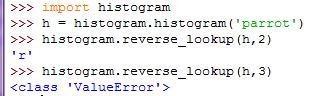 >>> import histogram
>>> h = histogram.histogram('parrot')
>>> histogram.reverse_lookup(h,2)
'r'
>>> histogram.reverse_lookup(h,3)
<class 'ValueError'>